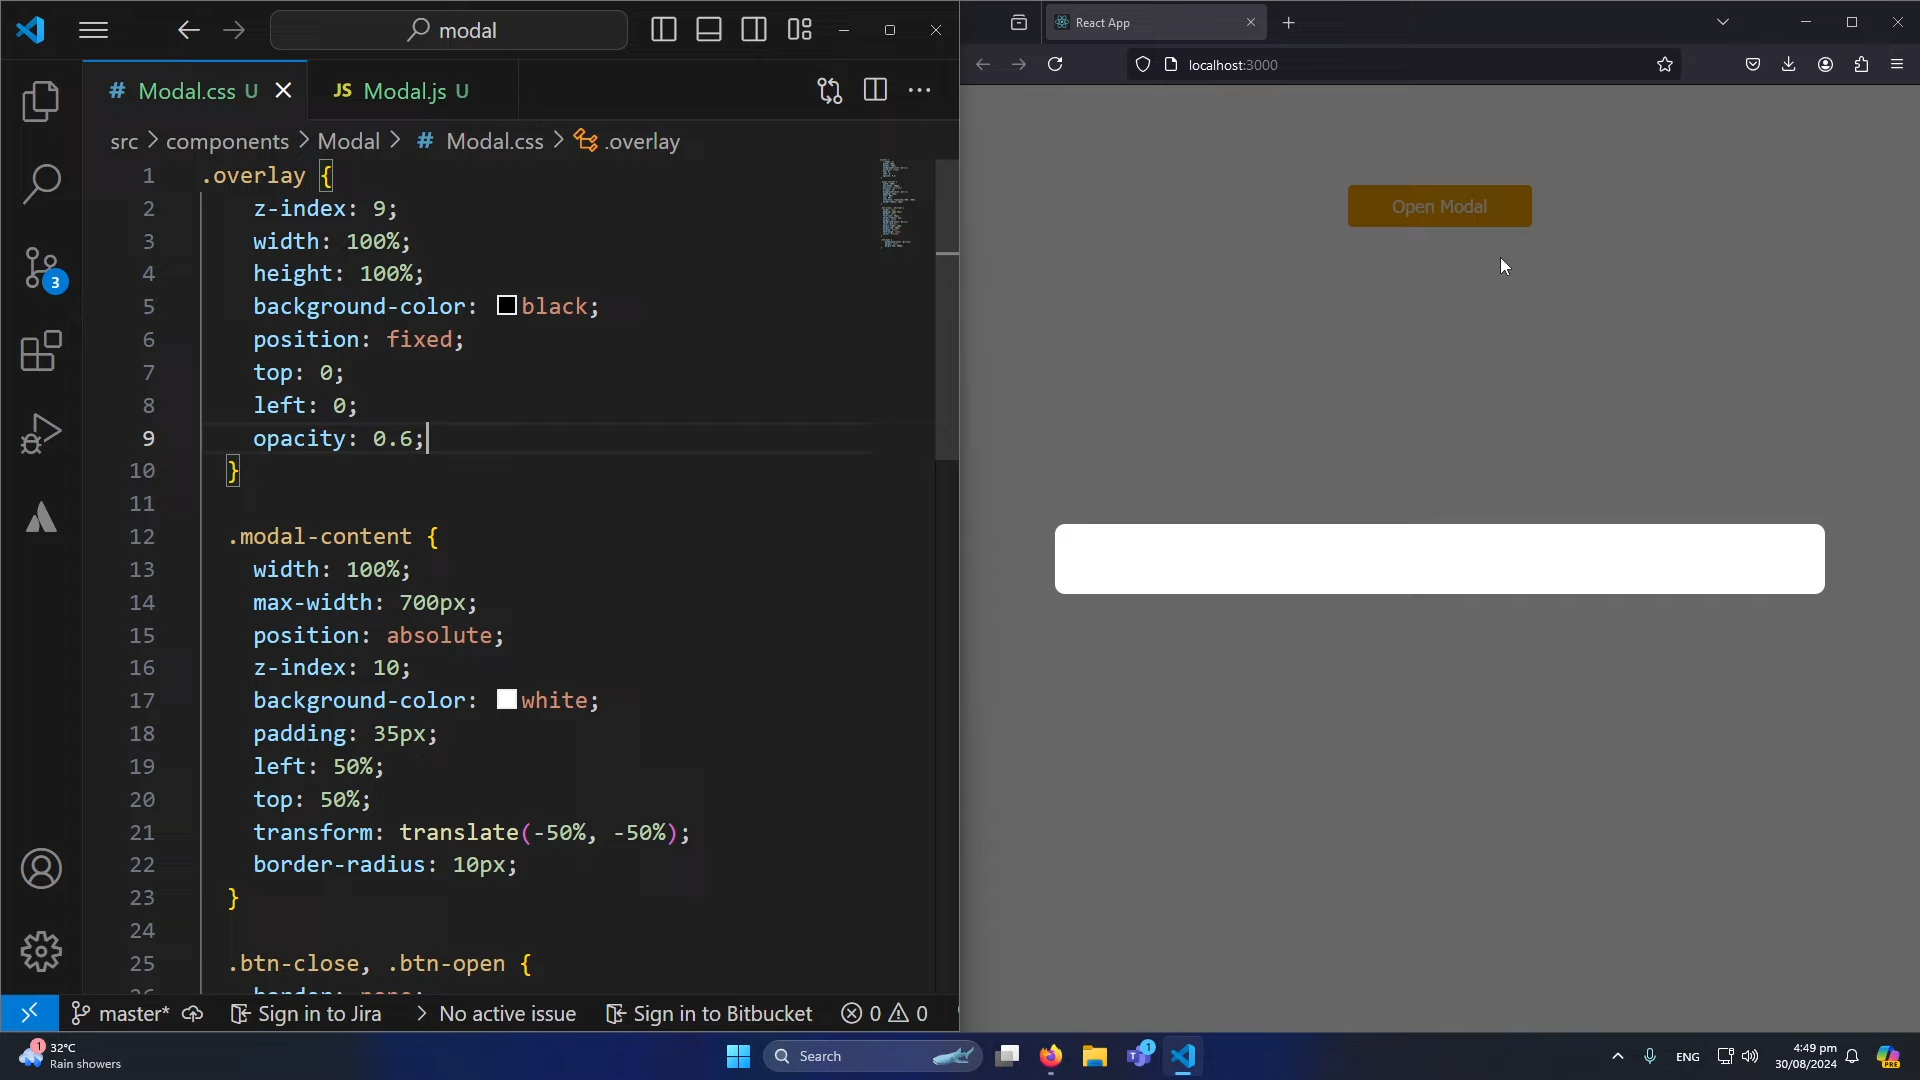 modal
# Modal.css U
JS Modal.js U
src > components > Modal > # Modal.css > .overlay
1 .overlay {
2 z-index: 9;
3 width: 100%;
4 height: 100%;
5 background-color: black;
6 position: fixed;
7 top: 0;
8 left: 0;
9 opacity: 0.6;
10 }
11
12 .modal-content {
13 width: 100%;
14 max-width: 700px;
15 position: absolute;
16 z-index: 10;
17 background-color: white;
18 padding: 35px;
19 left: 50%;
20 top: 50%;
21 transform: translate(-50%, -50%);
22 border-radius: 10px;
23 }
24
25 .btn-close, .btn-open {
3
master* Sign in to Jira > No active issue Sign in to Bitbucket 0 0
React App
localhost:3000
Open Modal
1
32°C
Rain showers
Search
1
ENG
4:49 pm
30/08/2024
PRE